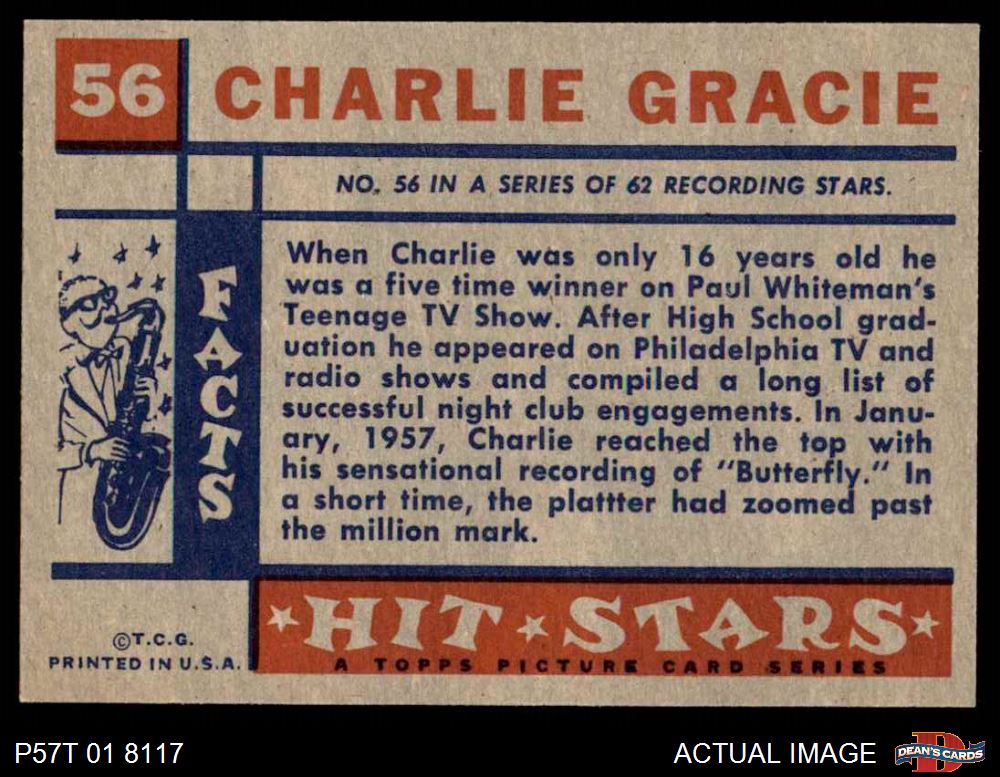 56
CHARLIE GRACIE
NO. 56 IN A SERIES OF 62 RECORDING STARS.
FACTS
When Charlie was only 16 years old he
was a five time winner on Paul Whiteman's
Teenage TV Show. After High School grad-
uation he appeared on Philadelphia TV and
radio shows and compiled a long list of
successful night club engagements. In Janu-
ary, 1957, Charlie reached the top with
his sensational recording of "Butterfly." In
a short time, the plattter had zoomed past
the million mark.
©T.C.G.
PRINTED IN U.S.A.
HIT STARS
A TOPPS PICTURE CARD SERIES
P57T 01 8117
ACTUAL IMAGE
DEAN'S CARDS